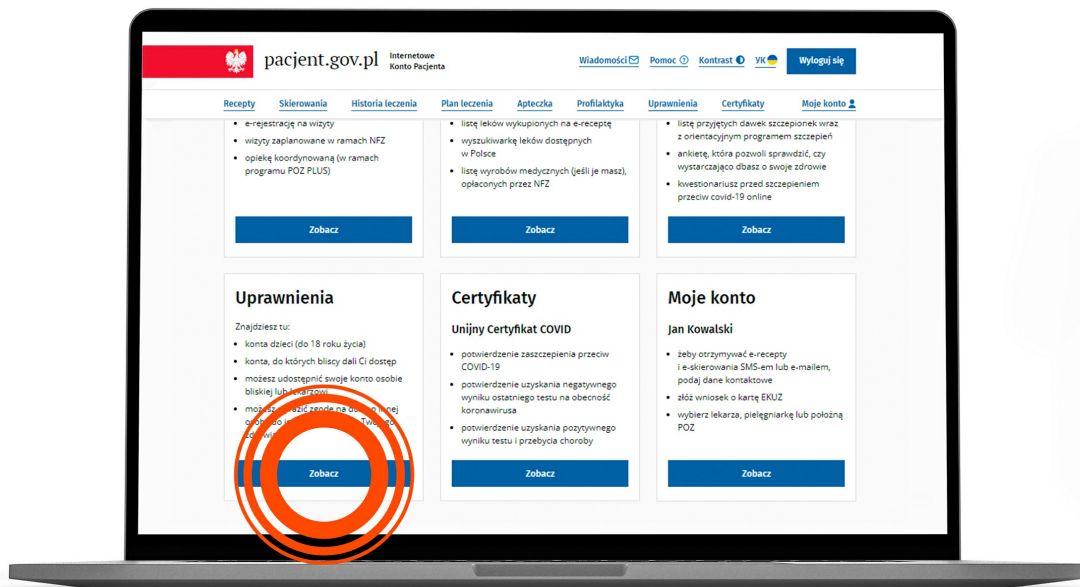 pacjent.gov.pl Internetowe
Konto Pacjenta
Wiadomości Pomoc Kontrast УК Wyloguj się
Recepty Skierowania Historia leczenia Plan leczenia Apteczka Profilaktyka Uprawnienia Certyfikaty Moje konto
e-rejestrację na wizyty
wizyty zaplanowane w ramach NFZ
opiekę koordynowaną (w ramach
programu POZ PLUS)
Zobacz
listę leków wykupionych na e-receptę
wyszukiwarkę leków dostępnych
w Polsce
listę wyrobów medycznych (jeśli je masz),
opłaconych przez NFZ
Zobacz
listę przyjętych dawek szczepionek wraz
z orientacyjnym programem szczepień
ankietę, która pozwoli sprawdzić, czy
wystarczająco dbasz o swoje zdrowie
kwestionariusz przed szczepieniem
przeciw covid-19 online
Zobacz
Uprawnienia
Znajdziesz tu:
konta dzieci (do 18 roku życia)
konta, do których bliscy dali Ci dostęp
możesz udostępnić swoje konto osobie
bliskiej lub lekarzowi
zgodę na
Zobacz
Certyfikaty
Unijny Certyfikat COVID
potwierdzenie zaszczepienia przeciw
COVID-19
potwierdzenie uzyskania negatywnego
wyniku ostatniego testu na obecność
koronawirusa
potwierdzenie uzyskania pozytywnego
wyniku testu i przebycia choroby
Zobacz
Moje konto
Jan Kowalski
żeby otrzymywać e-recepty
i e-skierowania SMS-em lub e-mailem,
podaj dane kontaktowe
złóż wniosek o kartę EKUZ
wybierz lekarza, pielęgniarkę lub położną
POZ
Zobacz